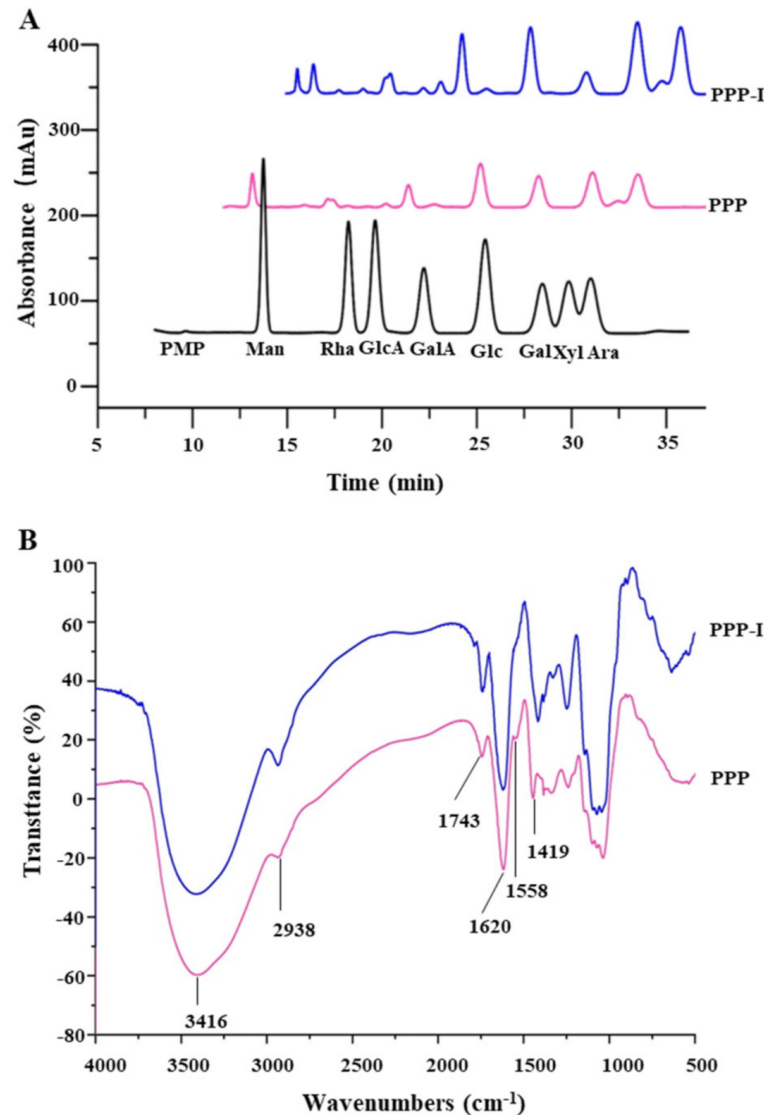 A
400
300
200
100
0
Absorbance (mAu)
PPP-I
PPP
PMP Man Rha GlcA GalA Glc Gal Xyl Ara
5 10 15 20 25 30 35
Time (min)
B
100
60
40
20
0
-20
-40
-60
-80
Transttance (%)
PPP-I
PPP
1743
1419
1558
1620
2938
3416
4000 3500 3000 2500 2000 1500 1000 500
Wavenumbers (cm-1)